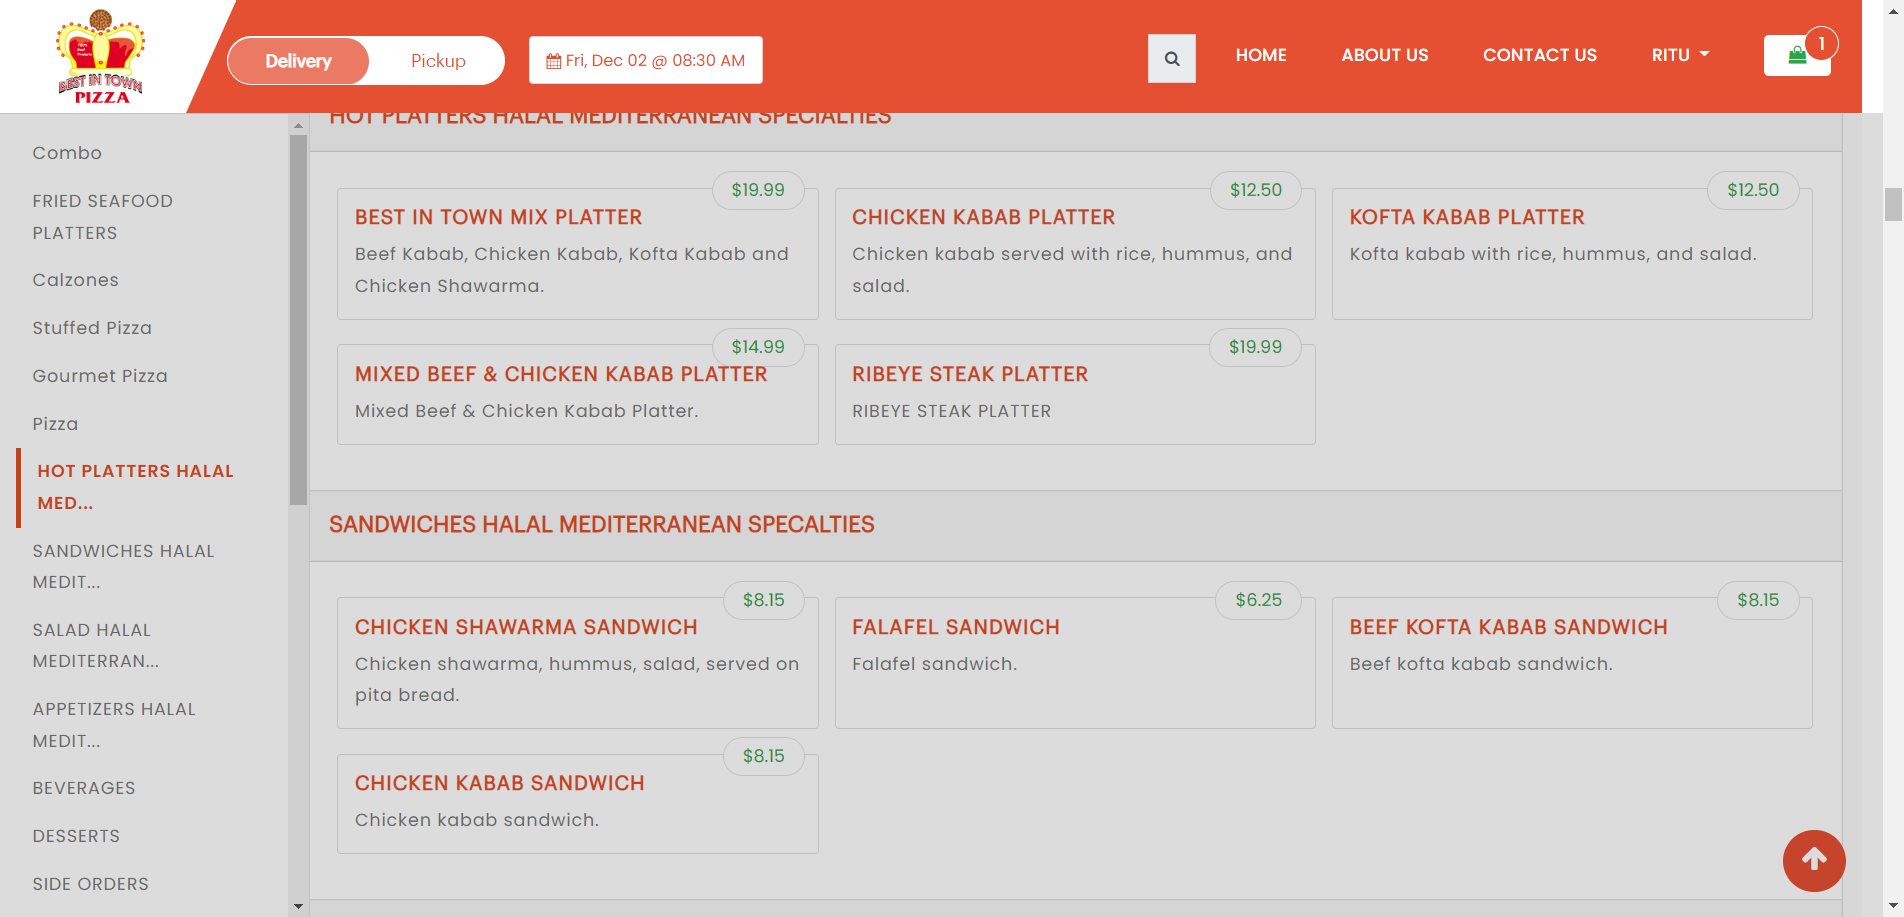 BEST IN TOWN
PIZZA
Delivery
Pickup
Fri, Dec 02 @ 08:30 AM
HOME
ABOUT US
CONTACT US
RITU
1
Combo
FRIED SEAFOOD
PLATTERS
Calzones
Stuffed Pizza
Gourmet Pizza
Pizza
HOT PLATTERS HALAL
MED...
SANDWICHES HALAL
MEDIT...
SALAD HALAL
MEDITERRAN...
APPETIZERS HALAL
MEDIT...
BEVERAGES
DESSERTS
SIDE ORDERS
HOT PLATTERS HALAL MEDITERRANEAN SPECIALTIES
$19.99
BEST IN TOWN MIX PLATTER
Beef Kabab, Chicken Kabab, Kofta Kabab and
Chicken Shawarma.
$12.50
CHICKEN KABAB PLATTER
Chicken kabab served with rice, hummus, and
salad.
$12.50
KOFTA KABAB PLATTER
Kofta kabab with rice, hummus, and salad.
$14.99
MIXED BEEF & CHICKEN KABAB PLATTER
Mixed Beef & Chicken Kabab Platter.
$19.99
RIBEYE STEAK PLATTER
RIBEYE STEAK PLATTER
SANDWICHES HALAL MEDITERRANEAN SPECALTIES
$8.15
CHICKEN SHAWARMA SANDWICH
Chicken shawarma, hummus, salad, served on
pita bread.
$6.25
FALAFEL SANDWICH
Falafel sandwich.
$8.15
BEEF KOFTA KABAB SANDWICH
Beef kofta kabab sandwich.
$8.15
CHICKEN KABAB SANDWICH
Chicken kabab sandwich.